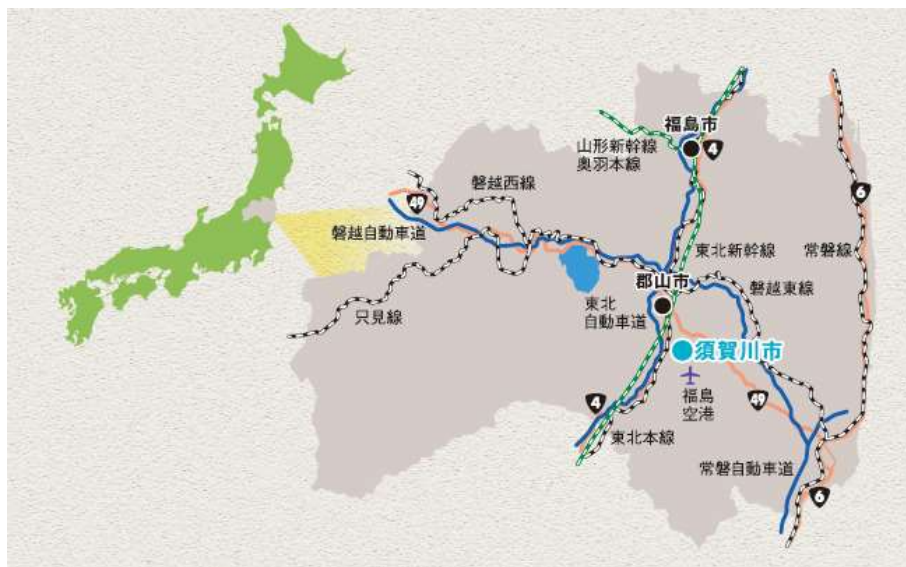 福島市
4
山形新幹線
奥羽本線
磐越西線
49
6
磐越自動車道
東北新幹線
常磐線
郡山市
磐越東線
只見線
東北
自動車道
須賀川市
福島
空港
4
49
東北本線
常磐自動車道
6